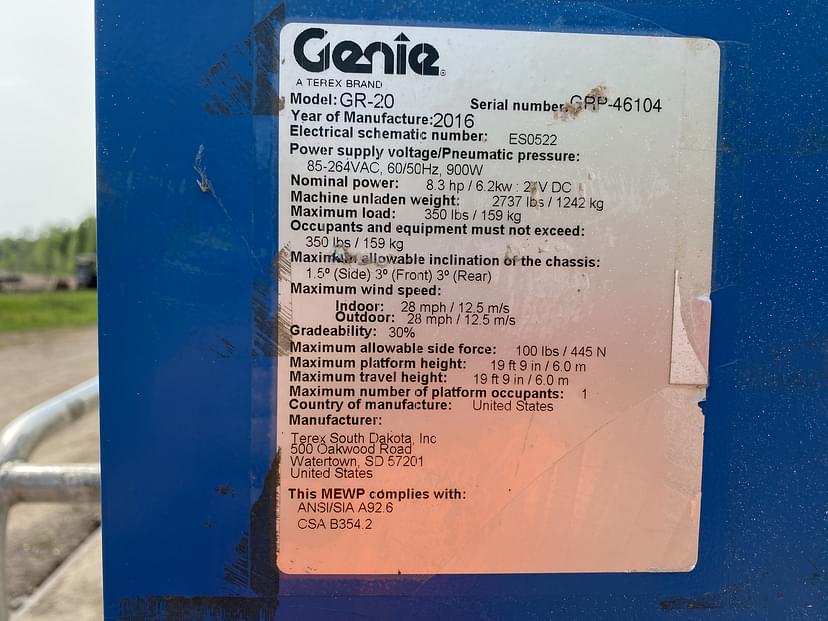 Genie
A TEREX BRAND
Model: GR-20 Serial number: GRP-46104
Year of Manufacture: 2016
Electrical schematic number: ES0522
Power supply voltage/Pneumatic pressure:
85-264VAC, 60/50Hz, 900W
Nominal power: 8.3 hp / 6.2kw : 24V DC
Machine unladen weight: 2737 lbs / 1242 kg
Maximum load: 350 lbs / 159 kg
Occupants and equipment must not exceed:
350 lbs / 159 kg
Maximum allowable inclination of the chassis:
1.5º (Side) 3º (Front) 3º (Rear)
Maximum wind speed:
Indoor: 28 mph / 12.5 m/s
Outdoor: 28 mph / 12.5 m/s
Gradeability: 30%
Maximum allowable side force: 100 lbs / 445 N
Maximum platform height: 19 ft 9 in / 6.0 m
Maximum travel height: 19 ft 9 in / 6.0 m
Maximum number of platform occupants: 1
Country of manufacture: United States
Manufacturer:
Terex South Dakota, Inc
500 Oakwood Road
Watertown, SD 57201
United States
This MEWP complies with:
ANSI/SIA A92.6
CSA B354.2